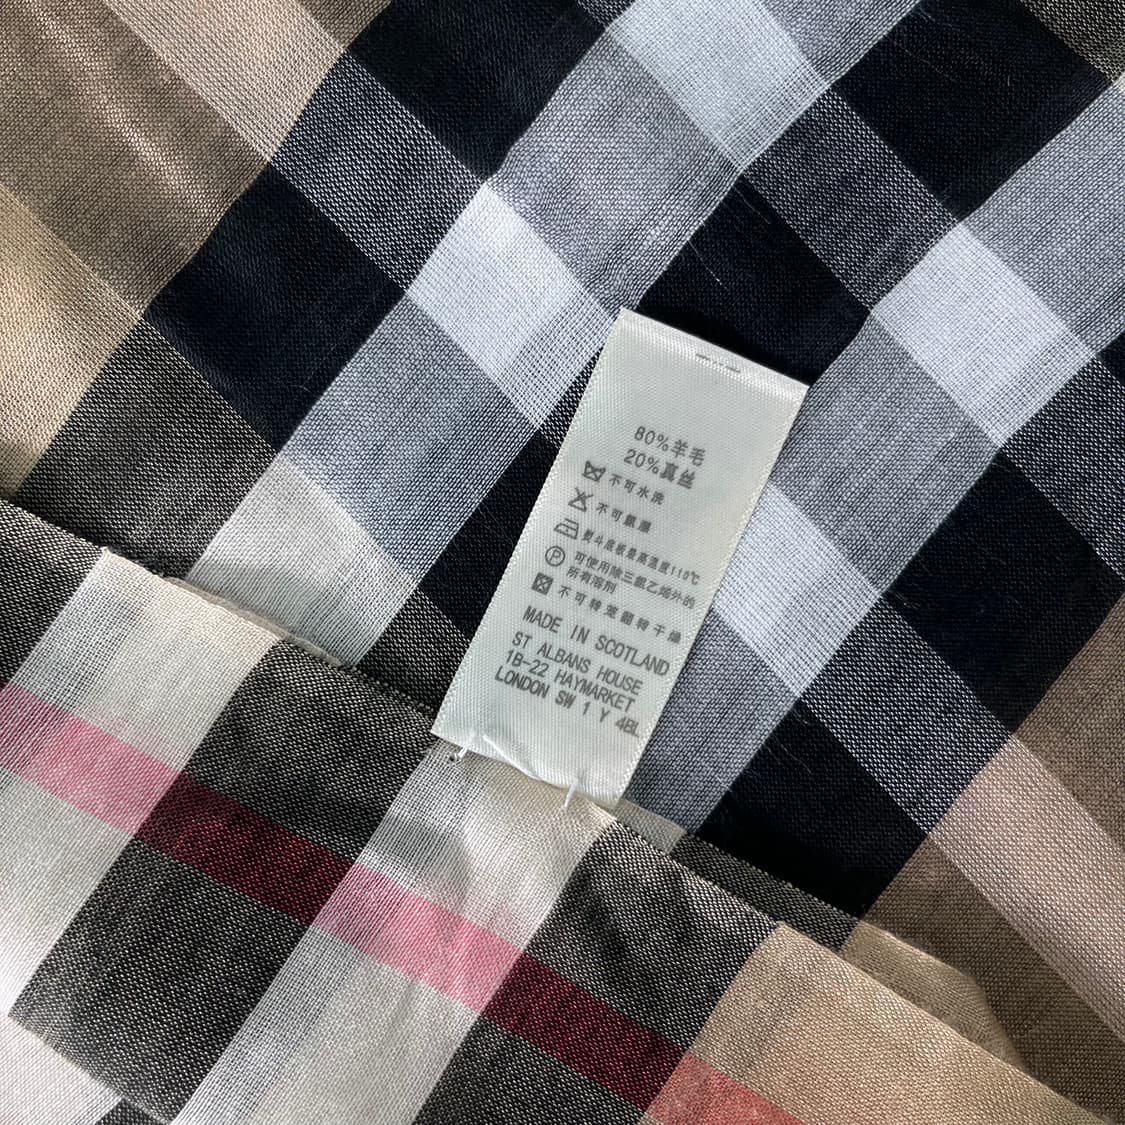 80%羊毛
20%真丝
不可水洗
不可氯漂
熨斗底板最高温度110℃
可使用除三氯乙烯外的
所有溶剂
不可转笼翻转干燥
MADE IN SCOTLAND
ST ALBANS HOUSE
1B-22 HAYMARKET
LONDON SW 1 Y 4BL